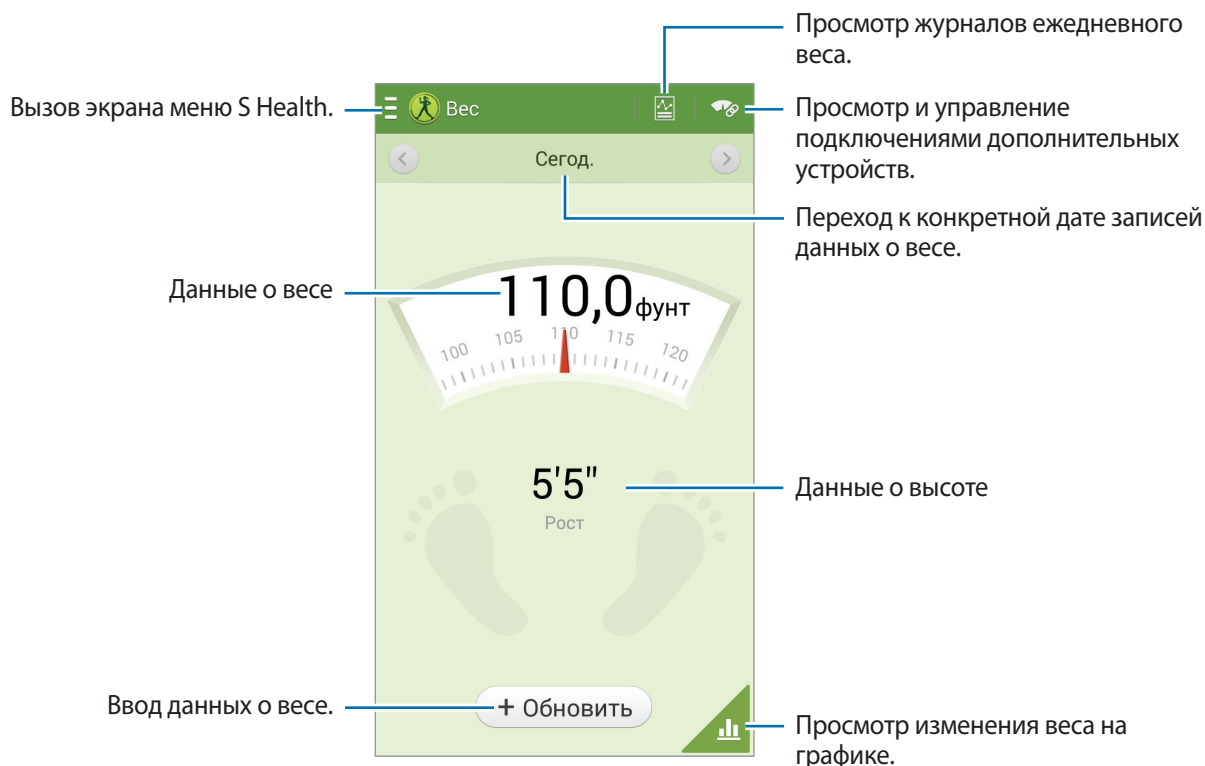 Просмотр журналов ежедневного
веса.
Вызов экрана меню S Health.
Вес
Просмотр и управление
подключениями дополнительных
устройств.
Сегод.
Переход к конкретной дате записей
данных о весе.
Данные о весе
110,0 фунт
100 105 110 115 120
5'5"
Данные о высоте
Рост
Ввод данных о весе.
+ Обновить
Просмотр изменения веса на
графике.